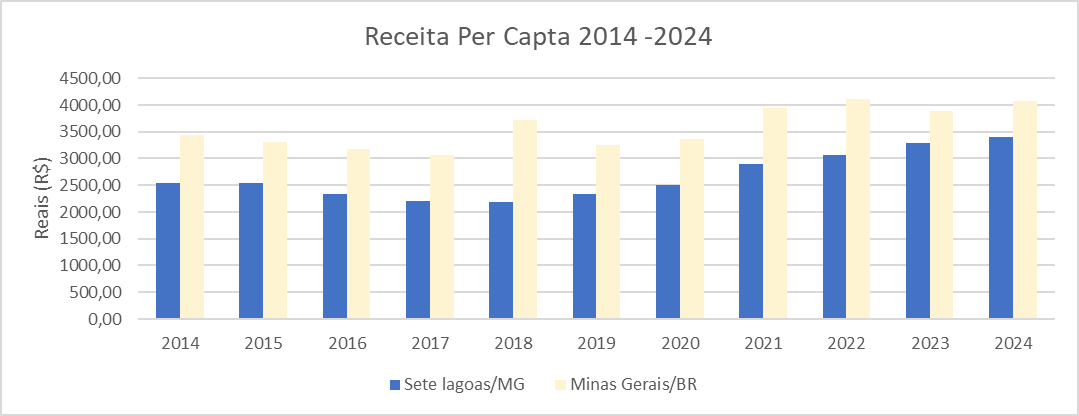 Receita Per Capta 2014 -2024
4500,00
4000,00
3500,00
3000,00
2500,00
2000,00
1500,00
1000,00
500,00
0,00
Reais (R$)
2014 2015 2016 2017 2018 2019 2020 2021 2022 2023 2024
Sete lagoas/MG Minas Gerais/BR